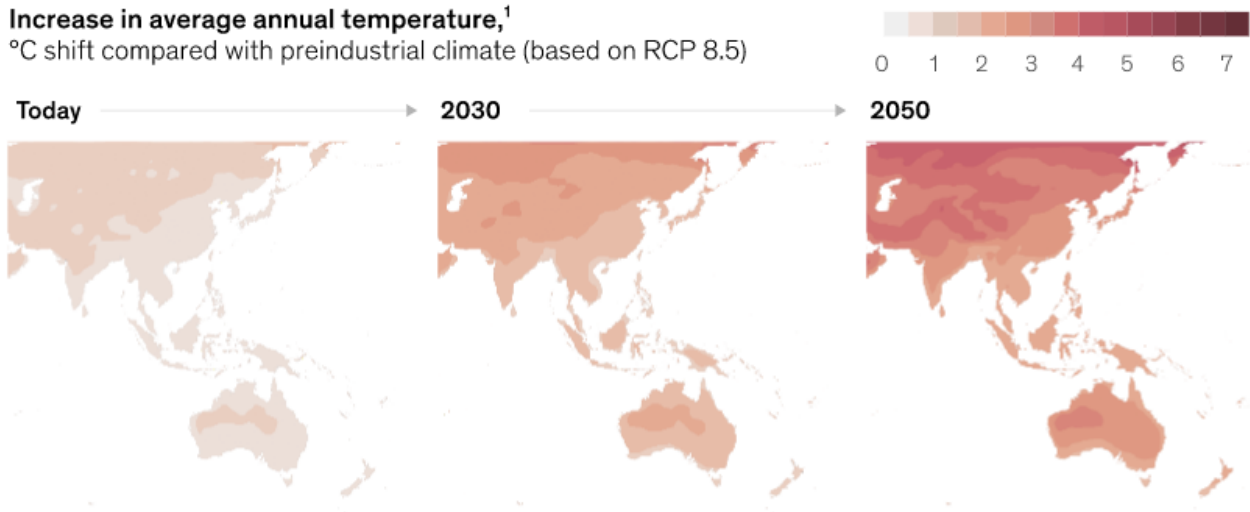 Increase in average annual temperature,¹
°C shift compared with preindustrial climate (based on RCP 8.5)
0 1 2 3 4 5 6 7
Today 2030 2050